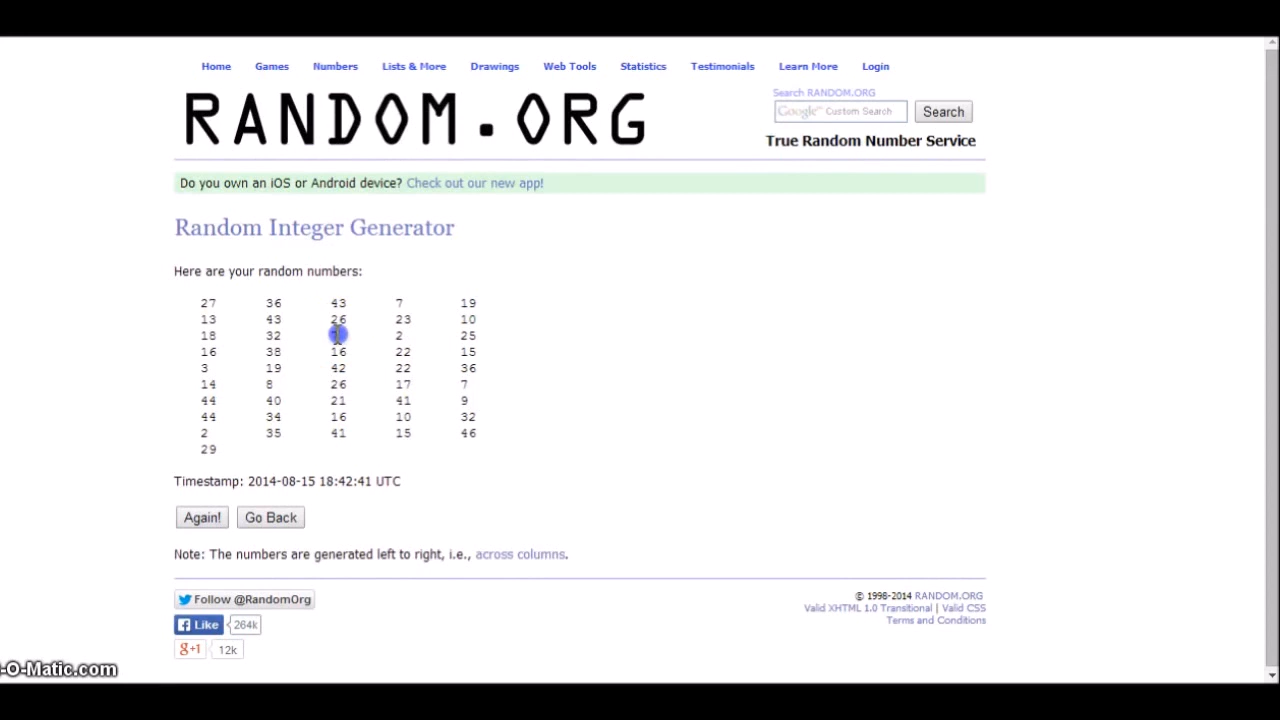 Home Games Numbers Lists & More Drawings Web Tools Statistics Testimonials Learn More Login
RANDOM.ORG
Search RANDOM.ORG
Google™ Custom Search Search
True Random Number Service
Do you own an iOS or Android device? Check out our new app!
Random Integer Generator
Here are your random numbers:
27 36 43 7 19
13 43 26 23 10
18 32 2 25
16 38 16 22 15
3 19 42 22 36
14 8 26 17 7
44 40 21 41 9
44 34 16 10 32
2 35 41 15 46
29
Timestamp: 2014-08-15 18:42:41 UTC
Again! Go Back
Note: The numbers are generated left to right, i.e., across columns.
Follow @RandomOrg
Like 264k
g+1 12k
© 1998-2014 RANDOM.ORG
Valid XHTML 1.0 Transitional | Valid CSS
Terms and Conditions
-O-Matic.com